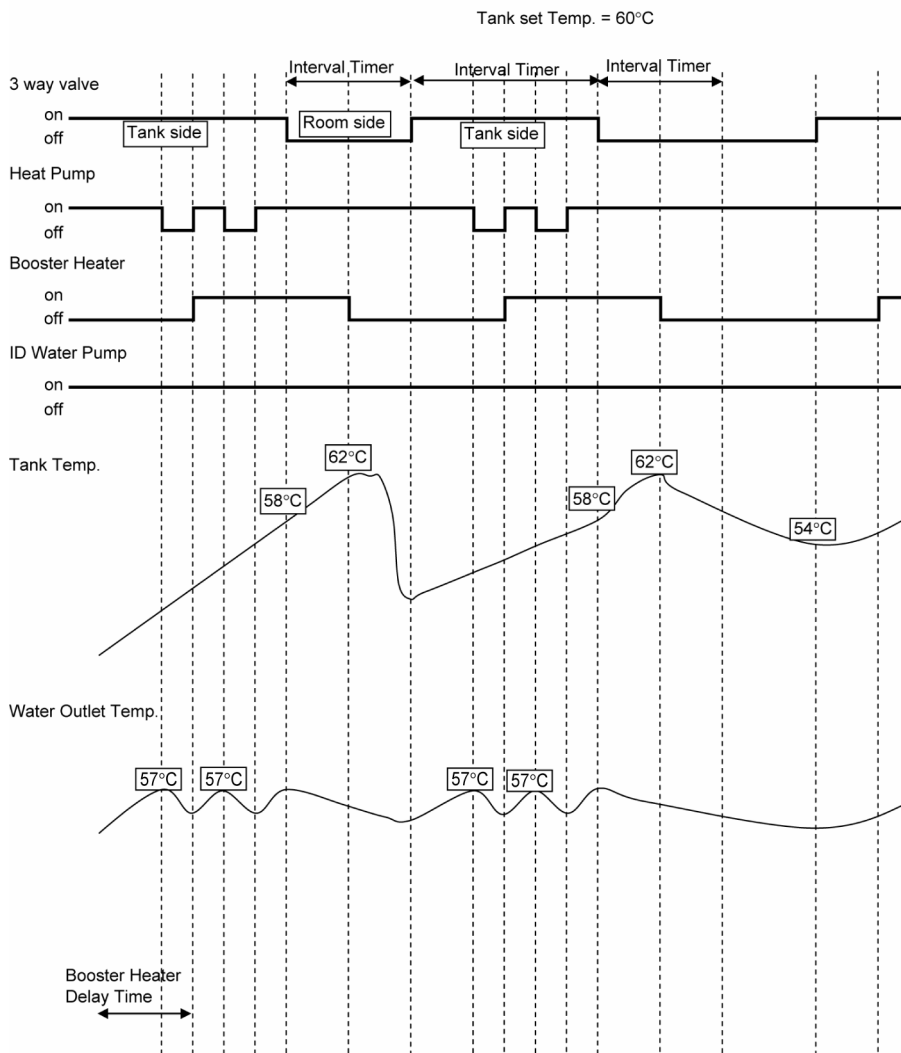 Tank set Temp. = 60°C
Interval Timer Interval Timer Interval Timer
3 way valve
on
off
Tank side Room side Tank side
Heat Pump
on
off
Booster Heater
on
off
ID Water Pump
on
off
Tank Temp.
62°C 62°C
58°C 58°C
54°C
Water Outlet Temp.
57°C 57°C 57°C 57°C
Booster Heater
Delay Time